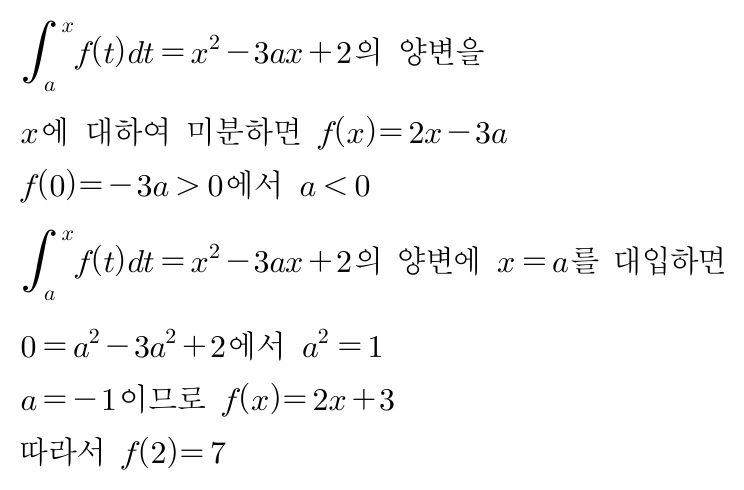 ∫ₐˣ f(t)dt = x² − 3ax + 2의 양변을
x에 대하여 미분하면 f(x) = 2x − 3a
f(0) = −3a > 0에서 a < 0
∫ₐˣ f(t)dt = x² − 3ax + 2의 양변에 x = a를 대입하면
0 = a² − 3a² + 2에서 a² = 1
a = −1이므로 f(x) = 2x + 3
따라서 f(2) = 7